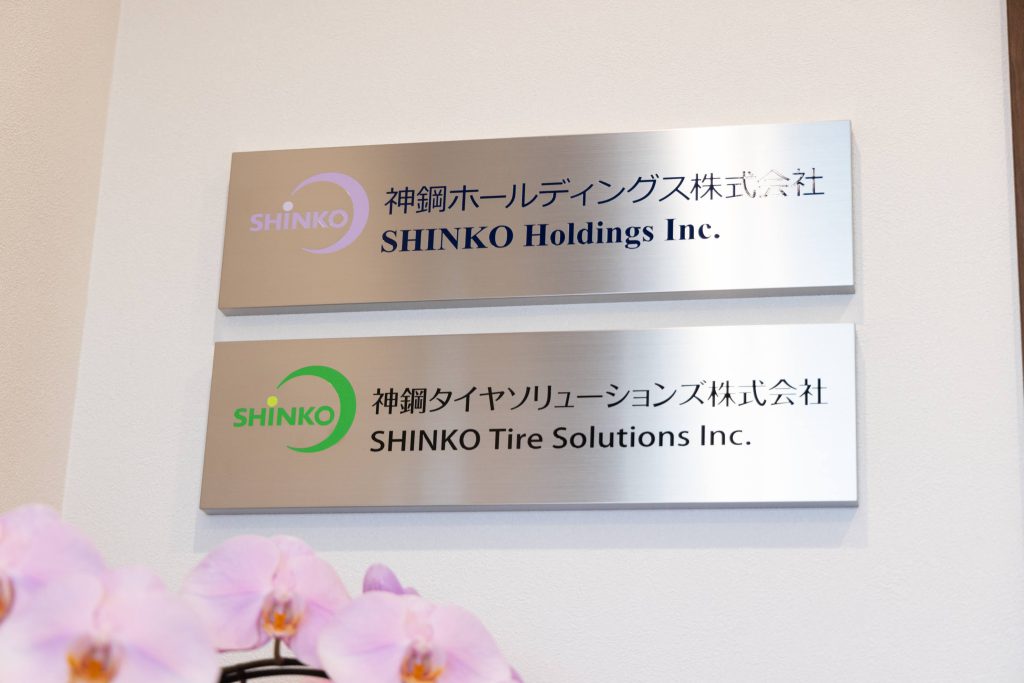 SHINKO
神鋼ホールディングス株式会社
SHINKO Holdings Inc.
SHINKO
神鋼タイヤソリューションズ株式会社
SHINKO Tire Solutions Inc.